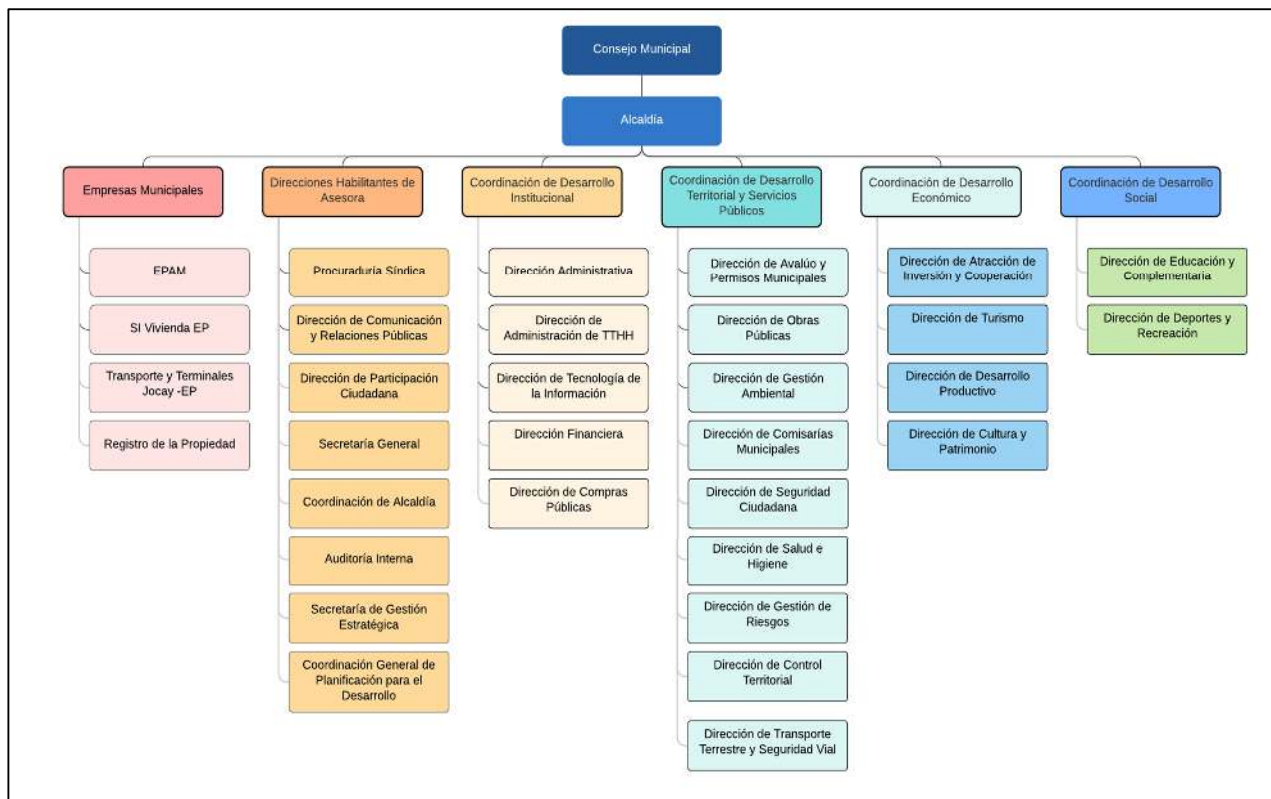 Consejo Municipal
Alcaldía
Empresas Municipales
EPAM
SI Vivienda EP
Transporte y Terminales
Jocay -EP
Registro de la Propiedad
Direcciones Habilitantes de
Asesora
Procuraduría Síndica
Dirección de Comunicación
y Relaciones Públicas
Dirección de Participación
Ciudadana
Secretaría General
Coordinación de Alcaldía
Auditoría Interna
Secretaría de Gestión
Estratégica
Coordinación General de
Planificación para el
Desarrollo
Coordinación de Desarrollo
Institucional
Dirección Administrativa
Dirección de
Administración de TTHH
Dirección de Tecnología de
la Información
Dirección Financiera
Dirección de Compras
Públicas
Coordinación de Desarrollo
Territorial y Servicios
Públicos
Dirección de Avalúo y
Permisos Municipales
Dirección de Obras
Públicas
Dirección de Gestión
Ambiental
Dirección de Comisarías
Municipales
Dirección de Seguridad
Ciudadana
Dirección de Salud e
Higiene
Dirección de Gestión de
Riesgos
Dirección de Control
Territorial
Dirección de Transporte
Terrestre y Seguridad Vial
Coordinación de Desarrollo
Económico
Dirección de Atracción de
Inversión y Cooperación
Dirección de Turismo
Dirección de Desarrollo
Productivo
Dirección de Cultura y
Patrimonio
Coordinación de Desarrollo
Social
Dirección de Educación y
Complementaria
Dirección de Deportes y
Recreación